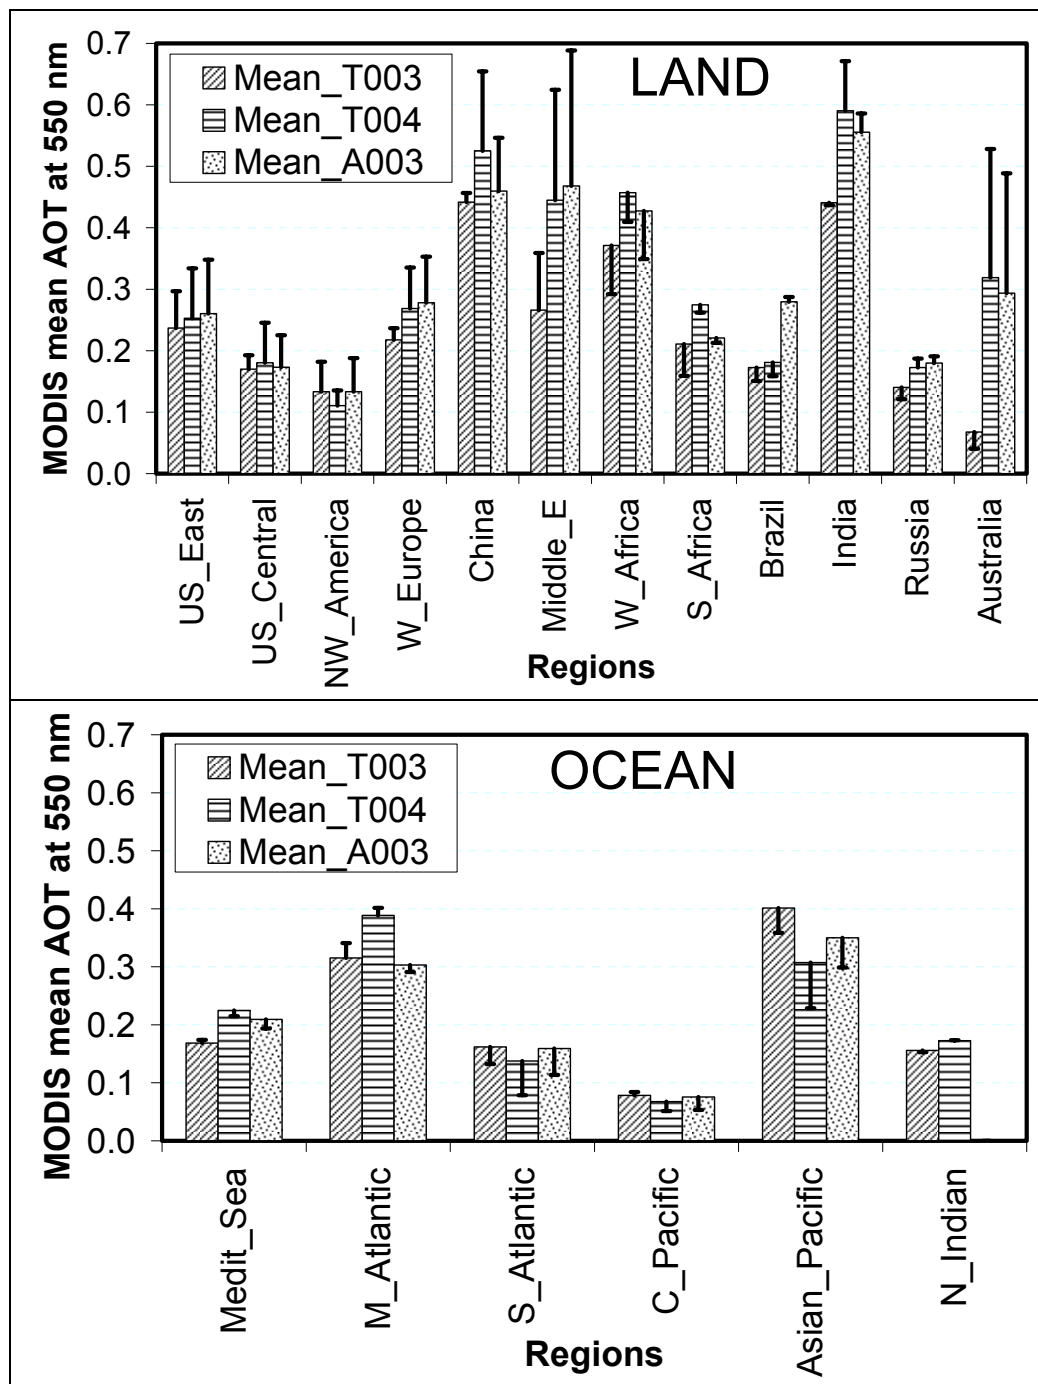 LAND
Mean_T003
Mean_T004
Mean_A003
MODIS mean AOT at 550 nm
0.7
0.6
0.5
0.4
0.3
0.2
0.1
0.0
US_East
US_Central
NW_America
W_Europe
China
Middle_E
W_Africa
S_Africa
Brazil
India
Russia
Australia
Regions
OCEAN
Mean_T003
Mean_T004
Mean_A003
MODIS mean AOT at 550 nm
0.7
0.6
0.5
0.4
0.3
0.2
0.1
0.0
Medit_Sea
M_Atlantic
S_Atlantic
C_Pacific
Asian_Pacific
N_Indian
Regions